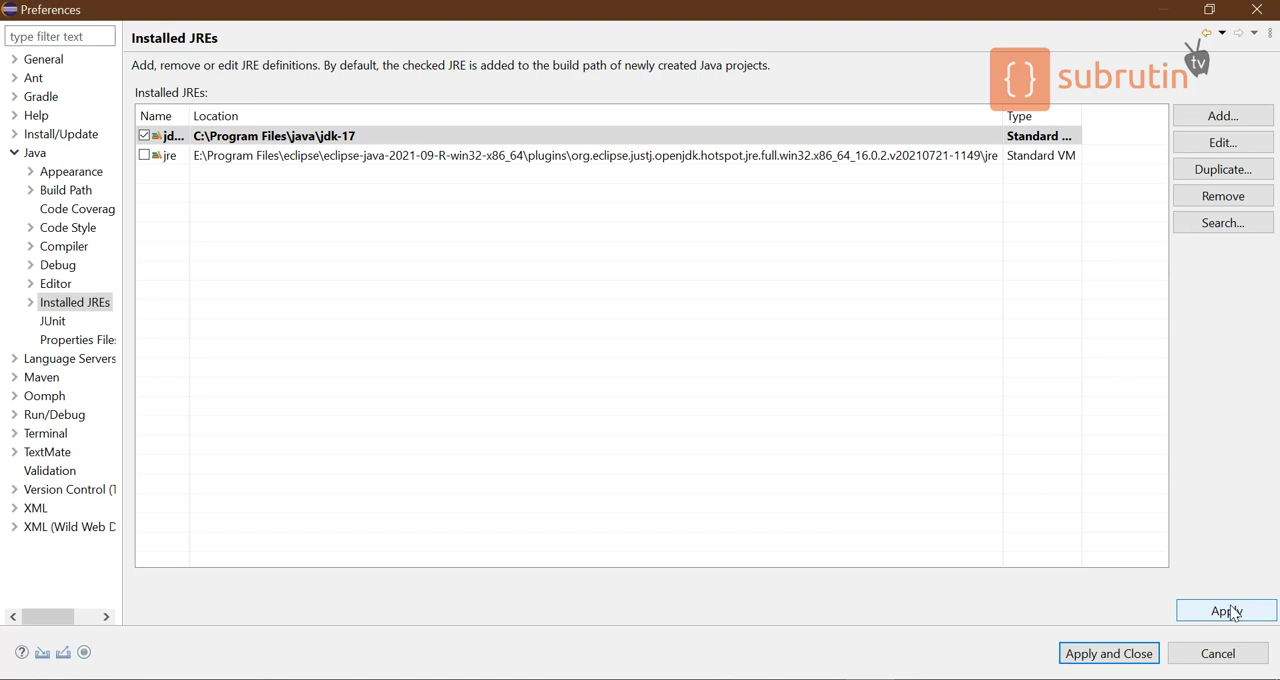 Preferences
type filter text
General
Ant
Gradle
Help
Install/Update
Java
Appearance
Build Path
Code Coverag
Code Style
Compiler
Debug
Editor
Installed JREs
JUnit
Properties Files
Language Servers
Maven
Oomph
Run/Debug
Terminal
TextMate
Validation
Version Control (T
XML
XML (Wild Web D
Installed JREs
{} subrutin tv
Add, remove or edit JRE definitions. By default, the checked JRE is added to the build path of newly created Java projects.
Installed JREs:
Name Location Type
jd... C:\Program Files\java\jdk-17 Standard ...
jre E:\Program Files\eclipse\eclipse-java-2021-09-R-win32-x86_64\plugins\org.eclipse.justj.openjdk.hotspot.jre.full.win32.x86_64_16.0.2.v20210721-1149\jre Standard VM
Add...
Edit...
Duplicate...
Remove
Search...
Apply
Apply and Close Cancel